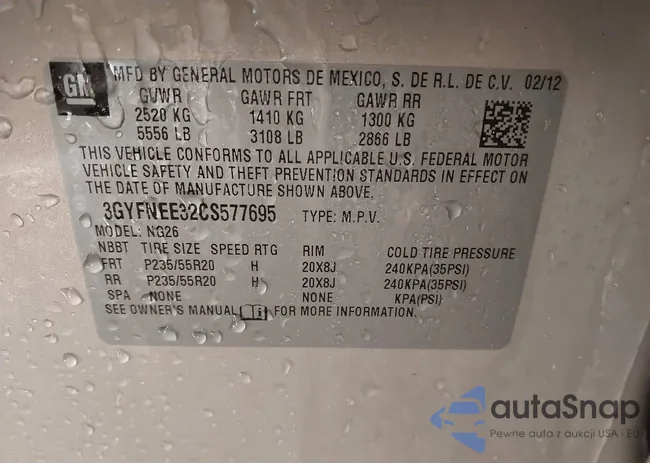 GM
MFD BY GENERAL MOTORS DE MEXICO, S. DE R.L. DE C.V. 02/12
GVWR GAWR FRT GAWR RR
2520 KG 1410 KG 1300 KG
5556 LB 3108 LB 2866 LB
THIS VEHICLE CONFORMS TO ALL APPLICABLE U.S. FEDERAL MOTOR
VEHICLE SAFETY AND THEFT PREVENTION STANDARDS IN EFFECT ON
THE DATE OF MANUFACTURE SHOWN ABOVE.
3GYFNEE32CS577695 TYPE: M.P.V.
MODEL: NG26
NBBT TIRE SIZE SPEED RTG RIM COLD TIRE PRESSURE
FRT P235/55R20 H 20X8J 240KPA(35PSI)
RR P235/55R20 H 20X8J 240KPA(35PSI)
SPA NONE NONE KPA(PSI)
SEE OWNER'S MANUAL FOR MORE INFORMATION.
autaSnap
Pewne auta z aukcji USA i EU